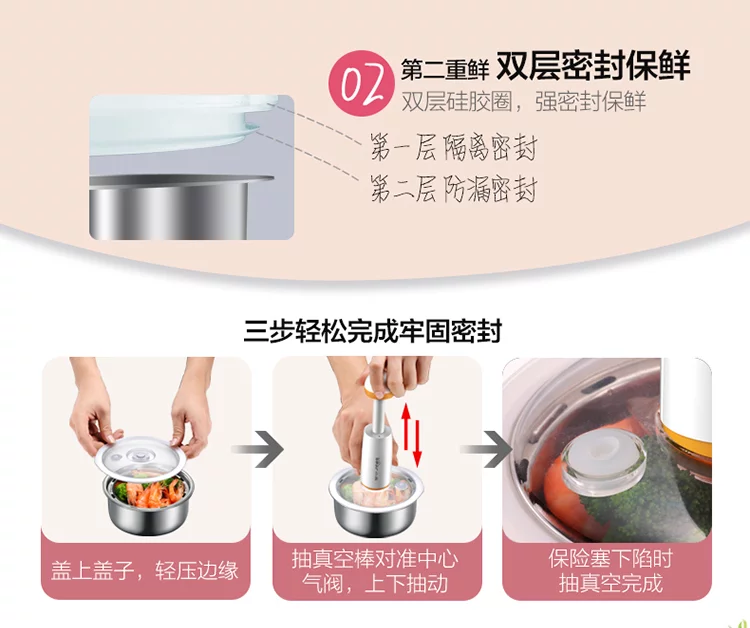 02
第二重鲜 双层密封保鲜
双层硅胶圈，强密封保鲜
第一层 隔离密封
第二层 防漏密封
三步轻松完成牢固密封
盖上盖子，轻压边缘
抽真空棒对准中心
气阀，上下抽动
保险塞下陷时
抽真空完成